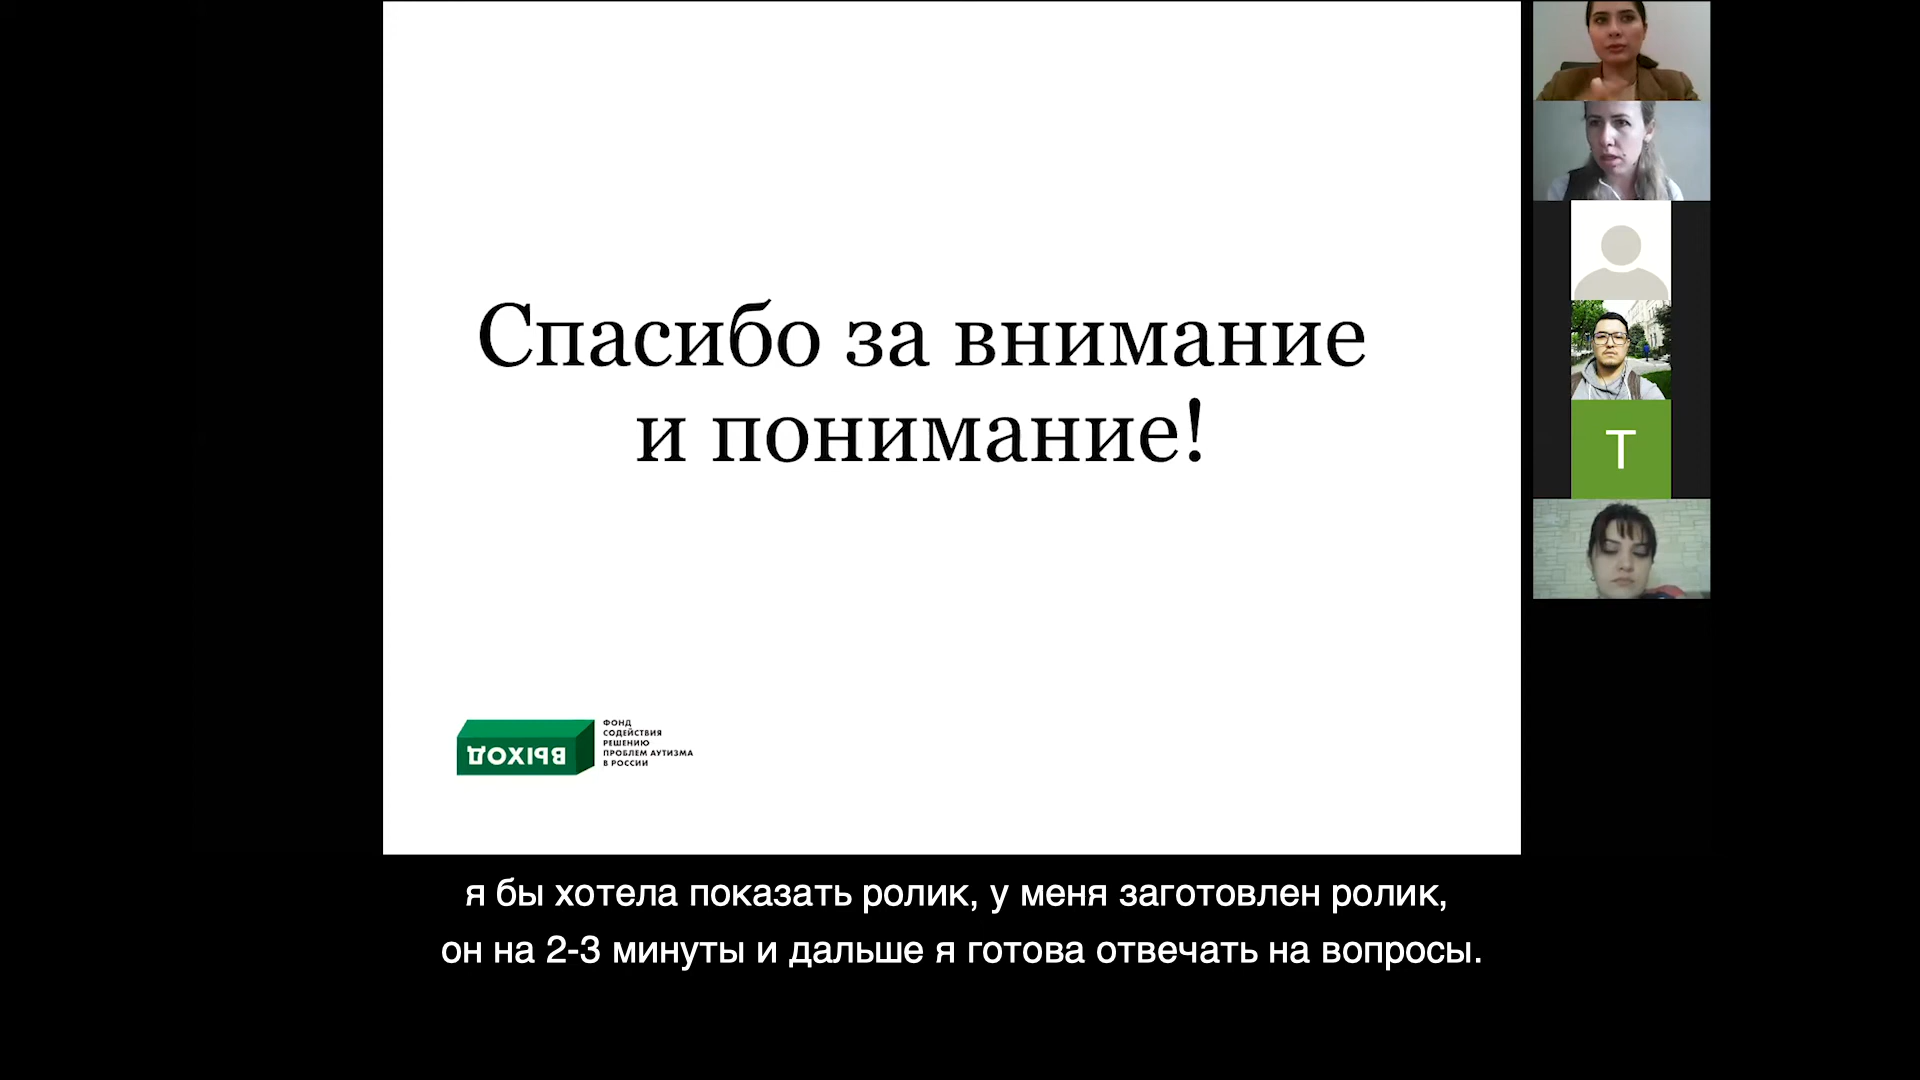 Спасибо за внимание
и понимание!
ВЫХОД
ФОНД
СОДЕЙСТВИЯ
РЕШЕНИЮ
ПРОБЛЕМ АУТИЗМА
В РОССИИ
T
я бы хотела показать ролик, у меня заготовлен ролик,
он на 2-3 минуты и дальше я готова отвечать на вопросы.